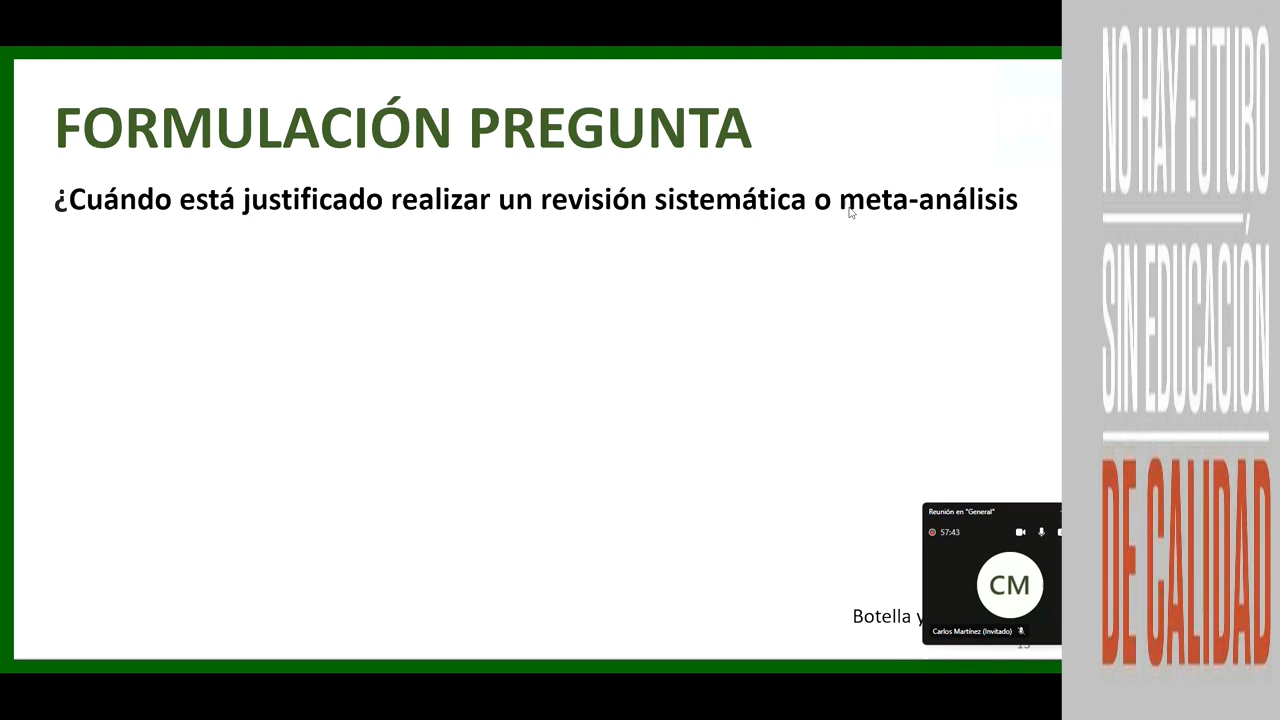 FORMULACIÓN PREGUNTA
¿Cuándo está justificado realizar un revisión sistemática o meta-análisis
Botella y
Reunión en "General"
57:43
CM
Carlos Martínez (Invitado)
NO HAY FUTURO
SIN EDUCACIÓN
DE CALIDAD